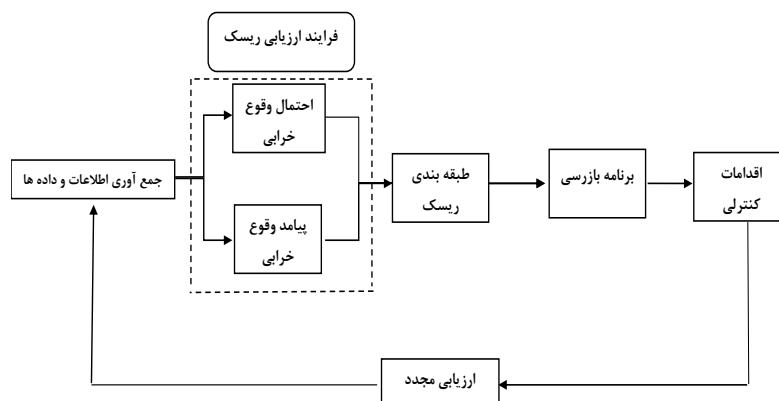 فرایند ارزیابی ریسک
احتمال وقوع
خرابی
جمع آوری اطلاعات و داده ها
پیامد وقوع
خرابی
طبقه بندی
ریسک
برنامه بازرسی
اقدامات
کنترلی
ارزیابی مجدد